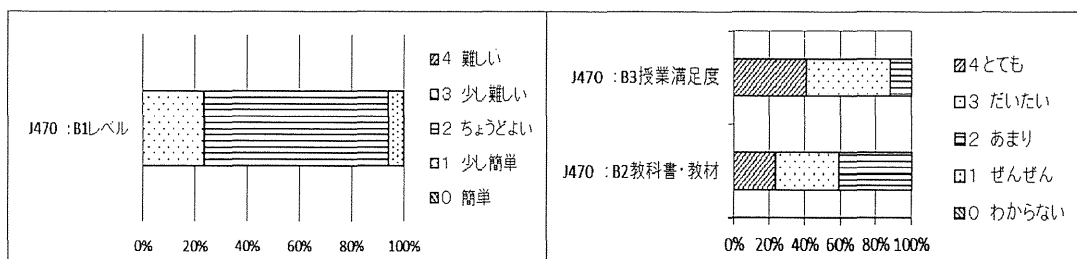 J470 :B1レベル
0% 20% 40% 60% 80% 100%
4 難しい
3 少し難しい
2 ちょうどよい
1 少し簡単
0 簡単
J470 :B3授業満足度
J470 :B2教科書・教材
0% 20% 40% 60% 80% 100%
4とても
3 だいたい
2 あまり
1 ぜんぜん
0 わからない